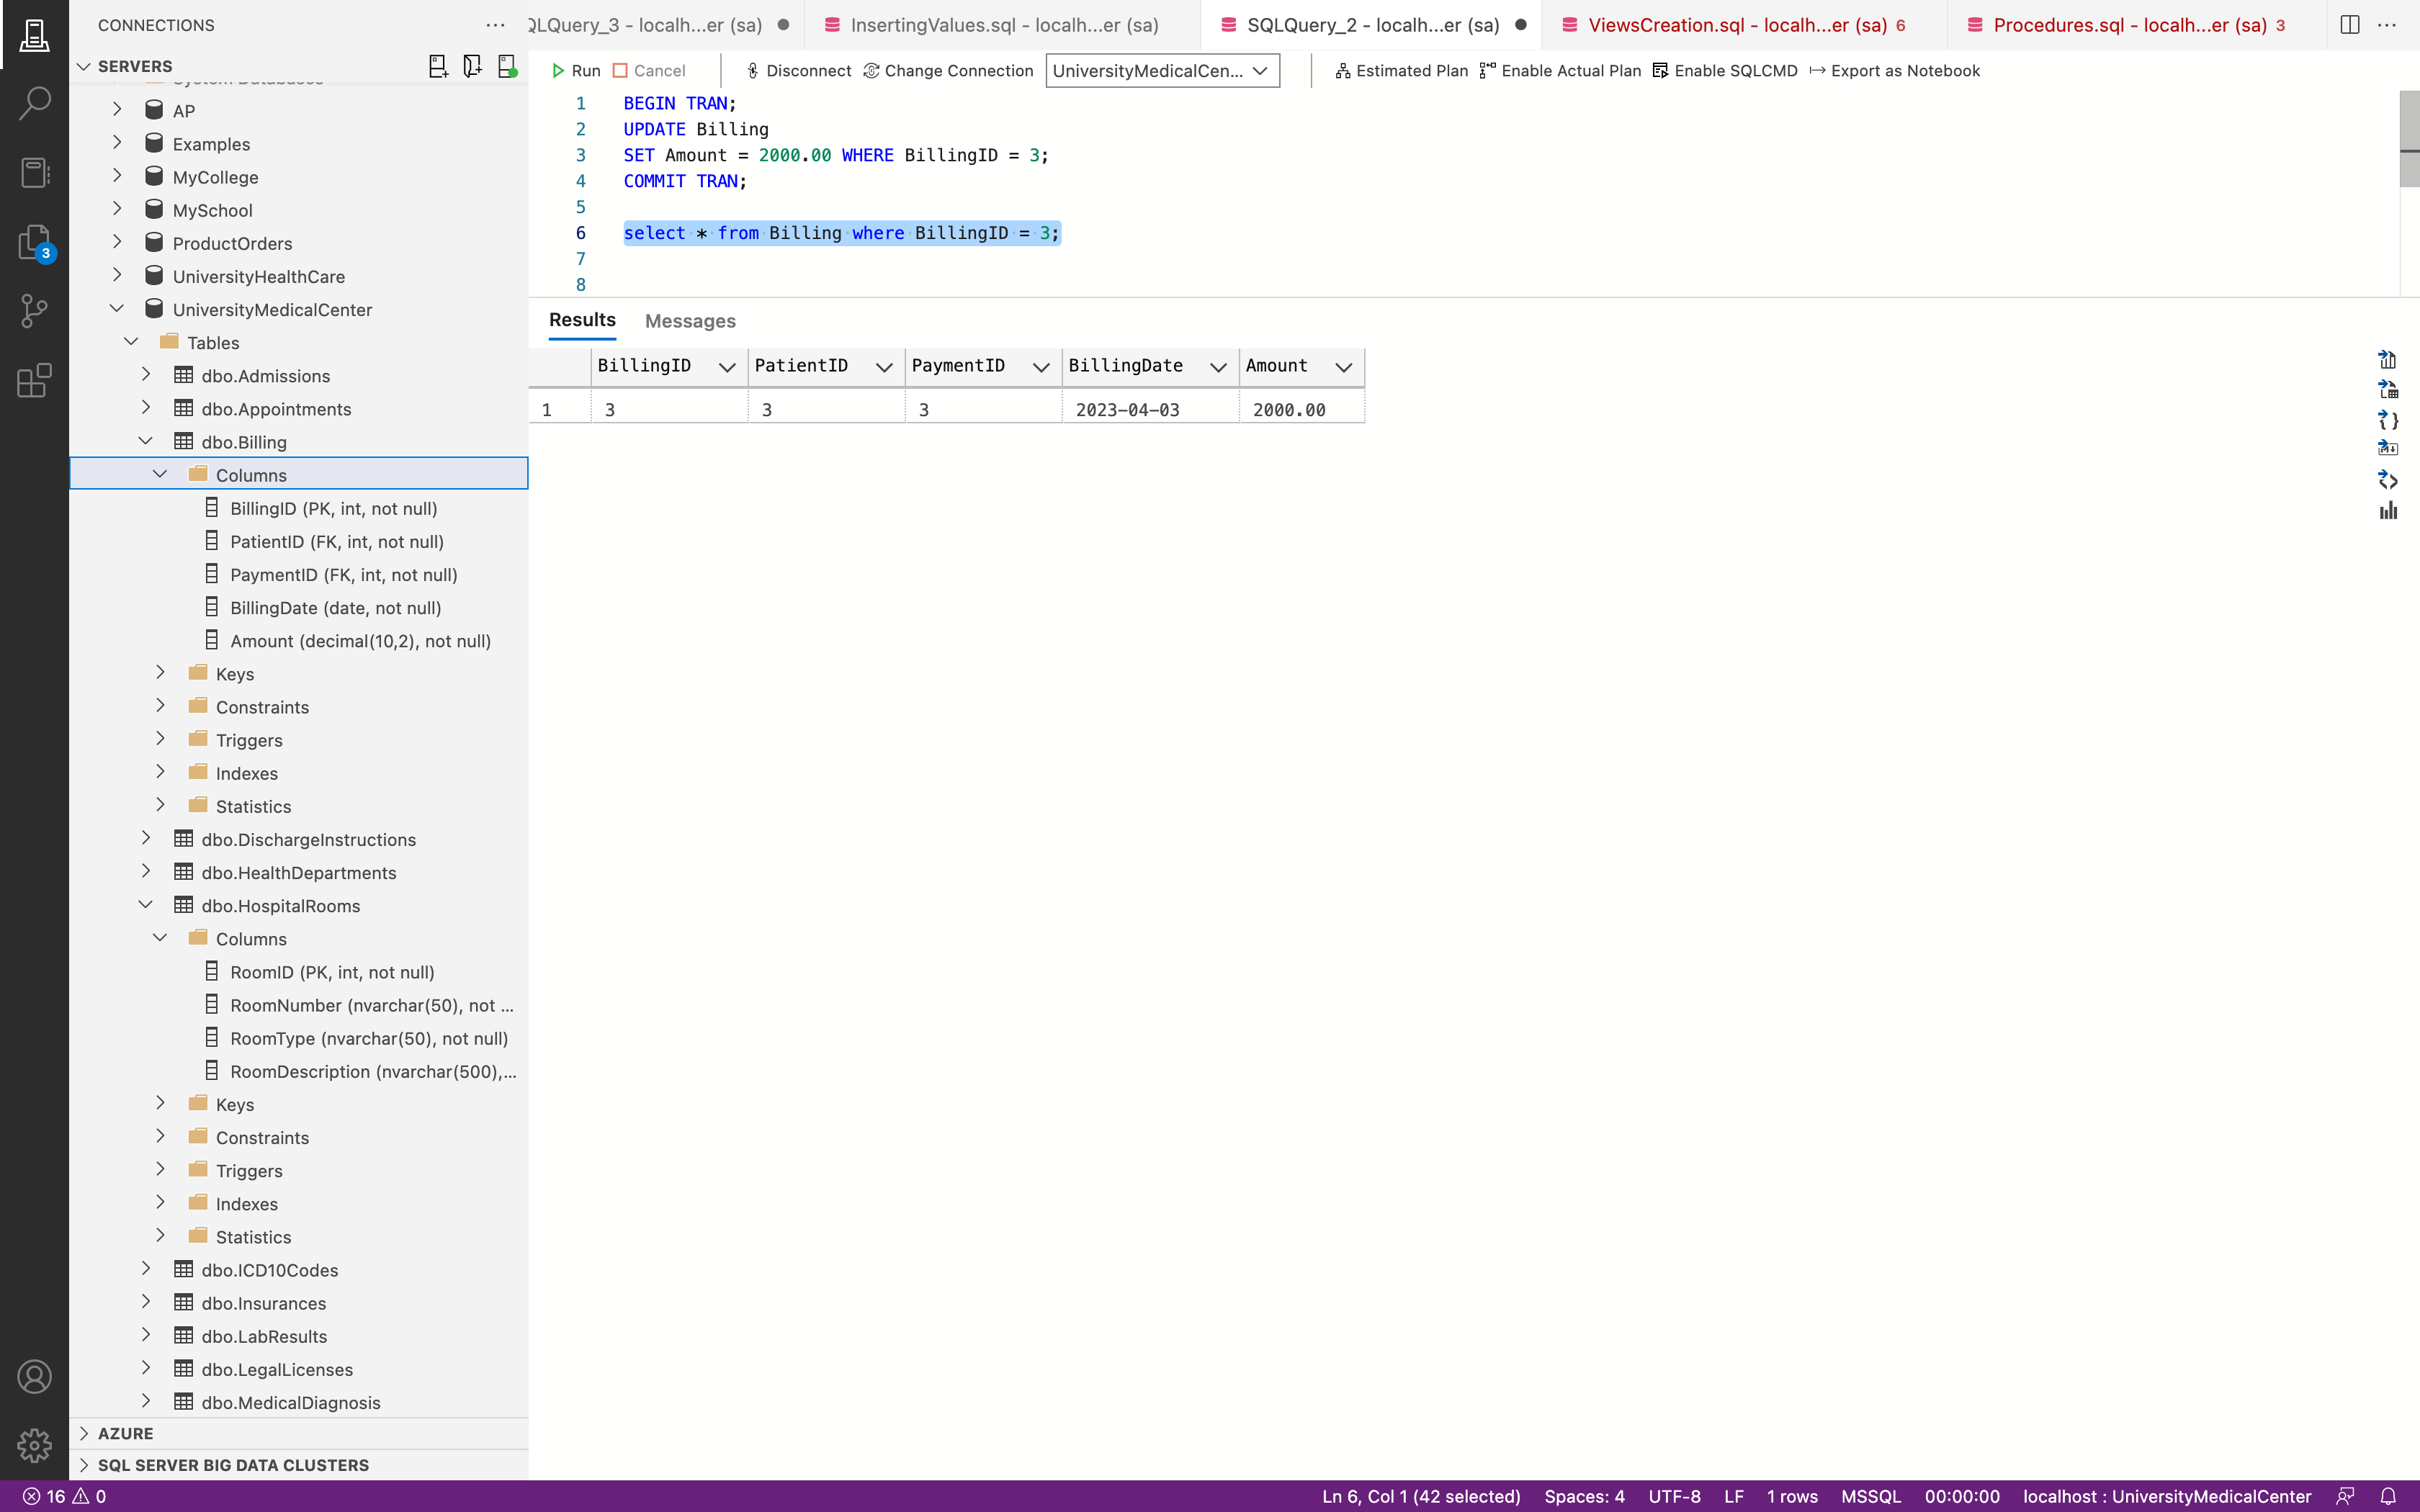 CONNECTIONS
SERVERS
System Databases
AP
Examples
MyCollege
MySchool
ProductOrders
UniversityHealthCare
UniversityMedicalCenter
Tables
dbo.Admissions
dbo.Appointments
dbo.Billing
Columns
BillingID (PK, int, not null)
PatientID (FK, int, not null)
PaymentID (FK, int, not null)
BillingDate (date, not null)
Amount (decimal(10,2), not null)
Keys
Constraints
Triggers
Indexes
Statistics
dbo.DischargeInstructions
dbo.HealthDepartments
dbo.HospitalRooms
Columns
RoomID (PK, int, not null)
RoomNumber (nvarchar(50), not ...
RoomType (nvarchar(50), not null)
RoomDescription (nvarchar(500),...
Keys
Constraints
Triggers
Indexes
Statistics
dbo.ICD10Codes
dbo.Insurances
dbo.LabResults
dbo.LegalLicenses
dbo.MedicalDiagnosis
AZURE
SQL SERVER BIG DATA CLUSTERS
3
QLQuery_3 - localh...er (sa) InsertingValues.sql - localh...er (sa) SQLQuery_2 - localh...er (sa) ViewsCreation.sql - localh...er (sa) 6 Procedures.sql - localh...er (sa) 3
Run Cancel Disconnect Change Connection UniversityMedicalCen... Estimated Plan Enable Actual Plan Enable SQLCMD Export as Notebook
1 BEGIN TRAN;
2 UPDATE Billing
3 SET Amount = 2000.00 WHERE BillingID = 3;
4 COMMIT TRAN;
5
6 select * from Billing where BillingID = 3;
7
8
Results Messages
BillingID PatientID PaymentID BillingDate Amount
1 3 3 3 2023-04-03 2000.00
16 0 Ln 6, Col 1 (42 selected) Spaces: 4 UTF-8 LF 1 rows MSSQL 00:00:00 localhost : UniversityMedicalCenter